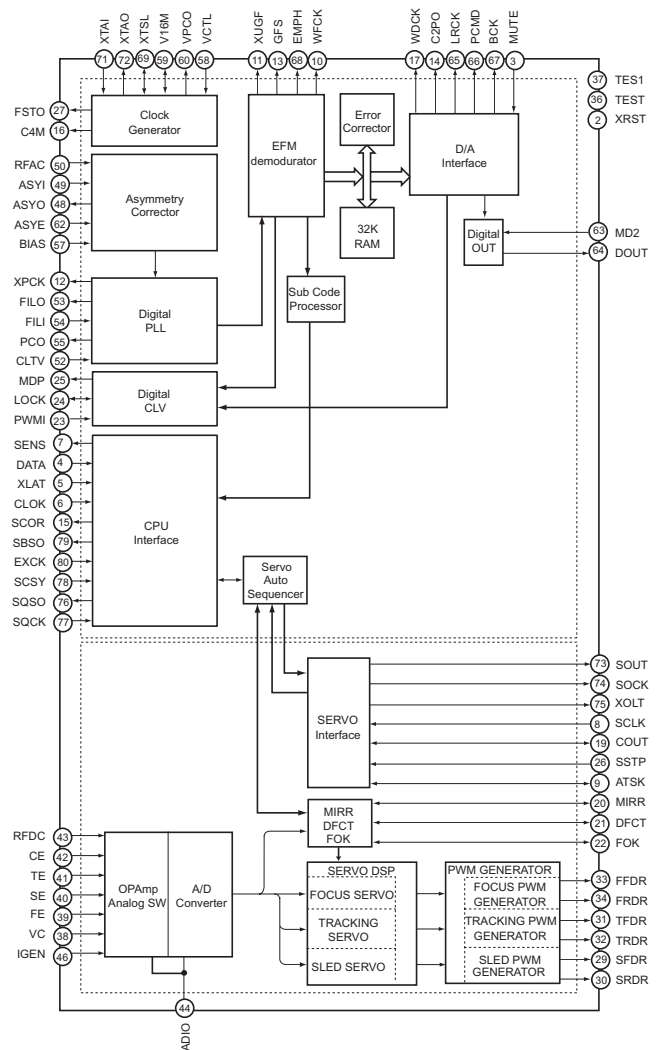 XTAI
XTAO
XTSL
V16M
VPCO
VCTL
XUGF
GFS
EMPH
WFCK
WDCK
C2PO
LRCK
PCMD
BCK
MUTE
71
72
69
59
60
58
11
13
68
10
17
14
65
66
67
3
FSTO 27
C4M 16
Clock
Generator
EFM
demodurator
Error
Corrector
32K
RAM
D/A
Interface
Digital
OUT
37 TES1
36 TEST
2 XRST
63 MD2
64 DOUT
RFAC 50
ASYI 49
ASYO 48
ASYE 62
BIAS 57
Asymmetry
Corrector
XPCK 12
FILO 53
FILI 54
PCO 55
CLTV 52
Digital
PLL
Sub Code
Processor
MDP 25
LOCK 24
PWMI 23
Digital
CLV
SENS 7
DATA 4
XLAT 5
CLOK 6
SCOR 15
SBSO 79
EXCK 80
SCSY 78
SQSO 76
SQCK 77
CPU
Interface
Servo
Auto
Sequencer
SERVO
Interface
73 SOUT
74 SOCK
75 XOLT
8 SCLK
19 COUT
26 SSTP
9 ATSK
20 MIRR
21 DFCT
22 FOK
MIRR
DFCT
FOK
RFDC 43
CE 42
TE 41
SE 40
FE 39
VC 38
IGEN 46
OPAmp
Analog SW
A/D
Converter
SERVO DSP
FOCUS SERVO
TRACKING
SERVO
SLED SERVO
PWM GENERATOR
FOCUS PWM
GENERATOR
TRACKING PWM
GENERATOR
SLED PWM
GENERATOR
33 FFDR
34 FRDR
31 TFDR
32 TRDR
29 SFDR
30 SRDR
44
ADIO